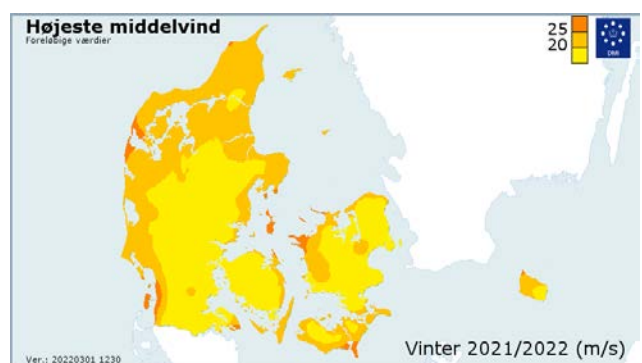 Højeste middelvind
Foreløbige værdier
25
20
DMI
Vinter 2021/2022 (m/s)
Ver.: 20220301 1230